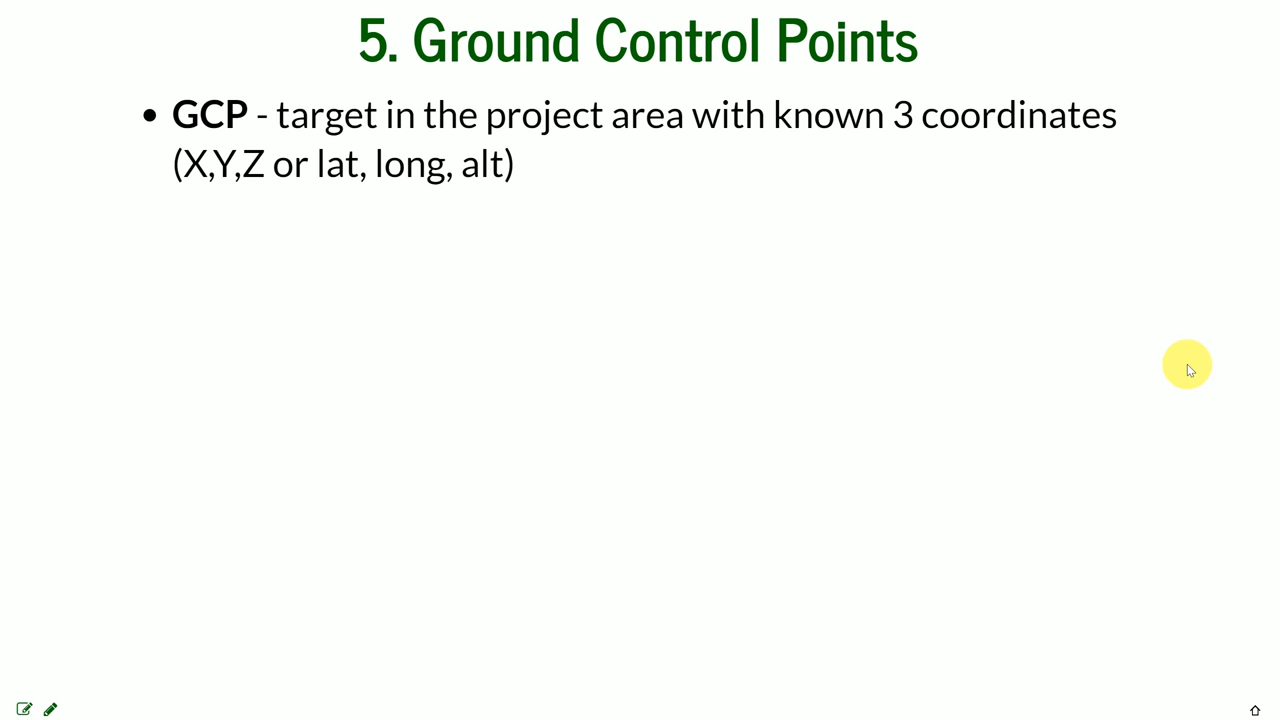 5. Ground Control Points
• GCP - target in the project area with known 3 coordinates
(X,Y,Z or lat, long, alt)